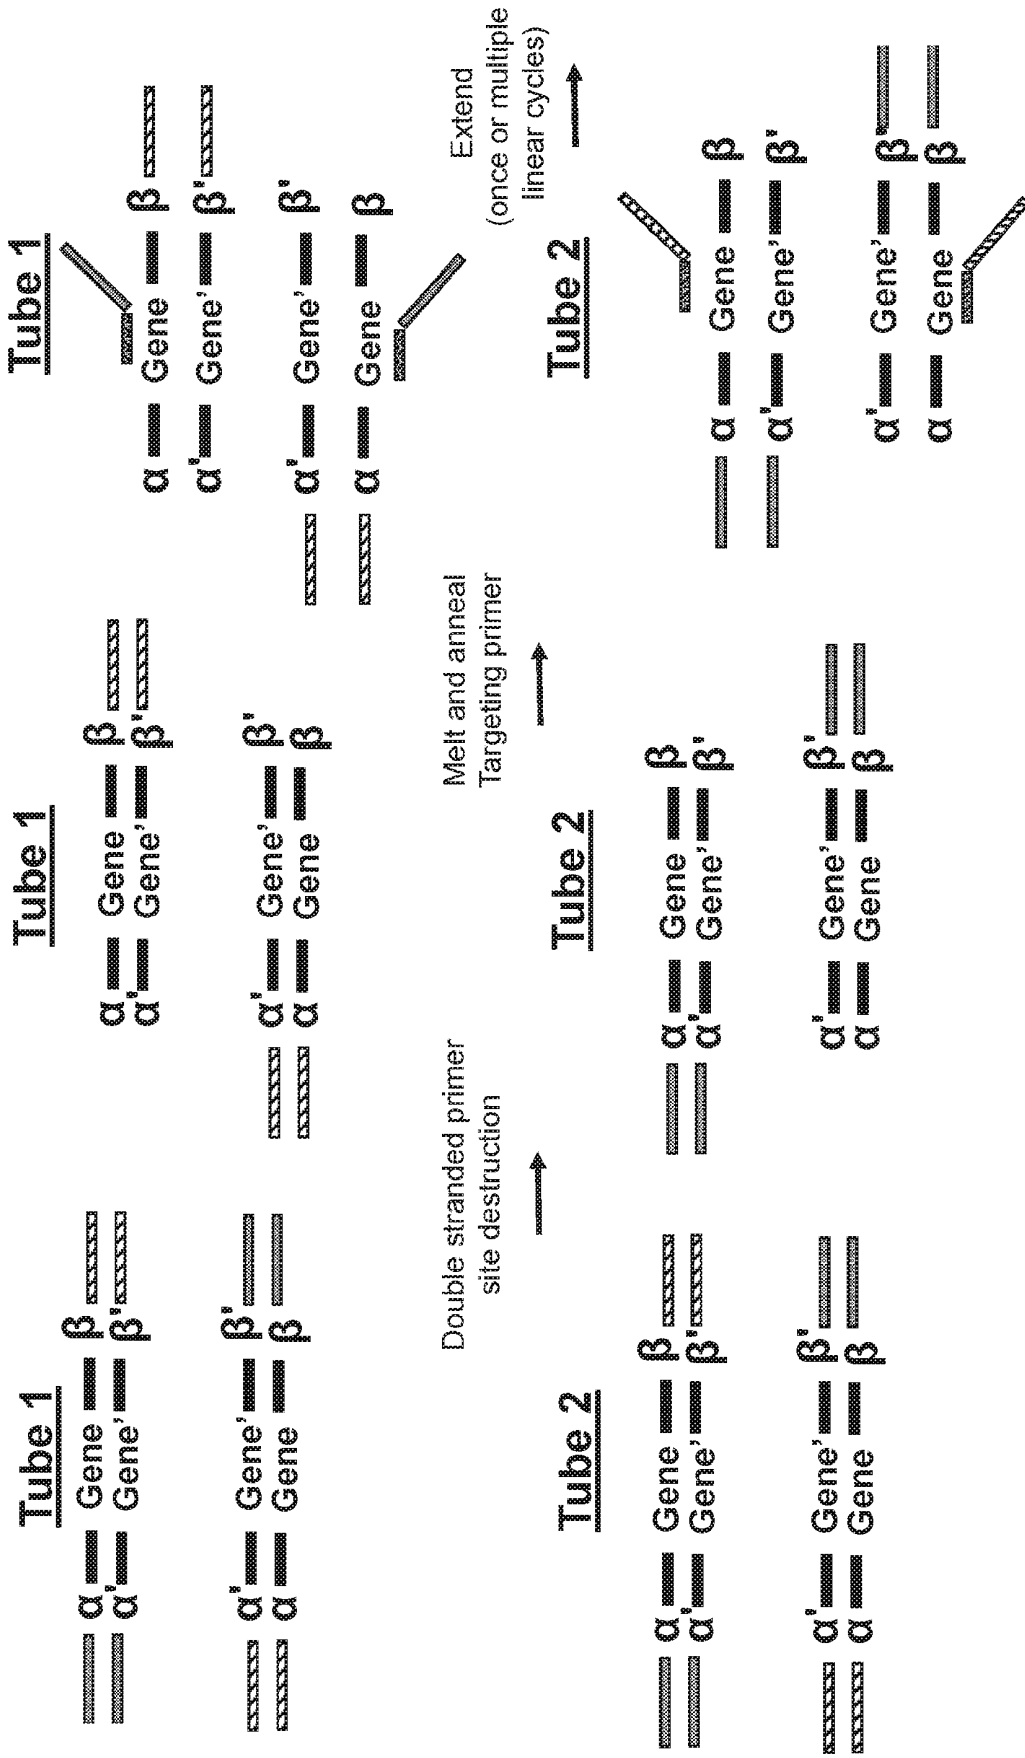 Tube 1
α Gene β
α' Gene' β'
α' Gene' β'
α Gene β
Tube 1
α Gene β
α' Gene' β'
α' Gene' β'
α Gene β
Tube 1
α Gene β
α' Gene' β'
α' Gene' β'
α Gene β
Double stranded primer
site destruction
Melt and anneal
Targeting primer
Extend
(once or multiple
linear cycles)
Tube 2
α Gene β
α' Gene' β'
α' Gene' β'
α Gene β
Tube 2
α Gene β
α' Gene' β'
α' Gene' β'
α Gene β
Tube 2
α Gene β
α' Gene' β'
α' Gene' β'
α Gene β